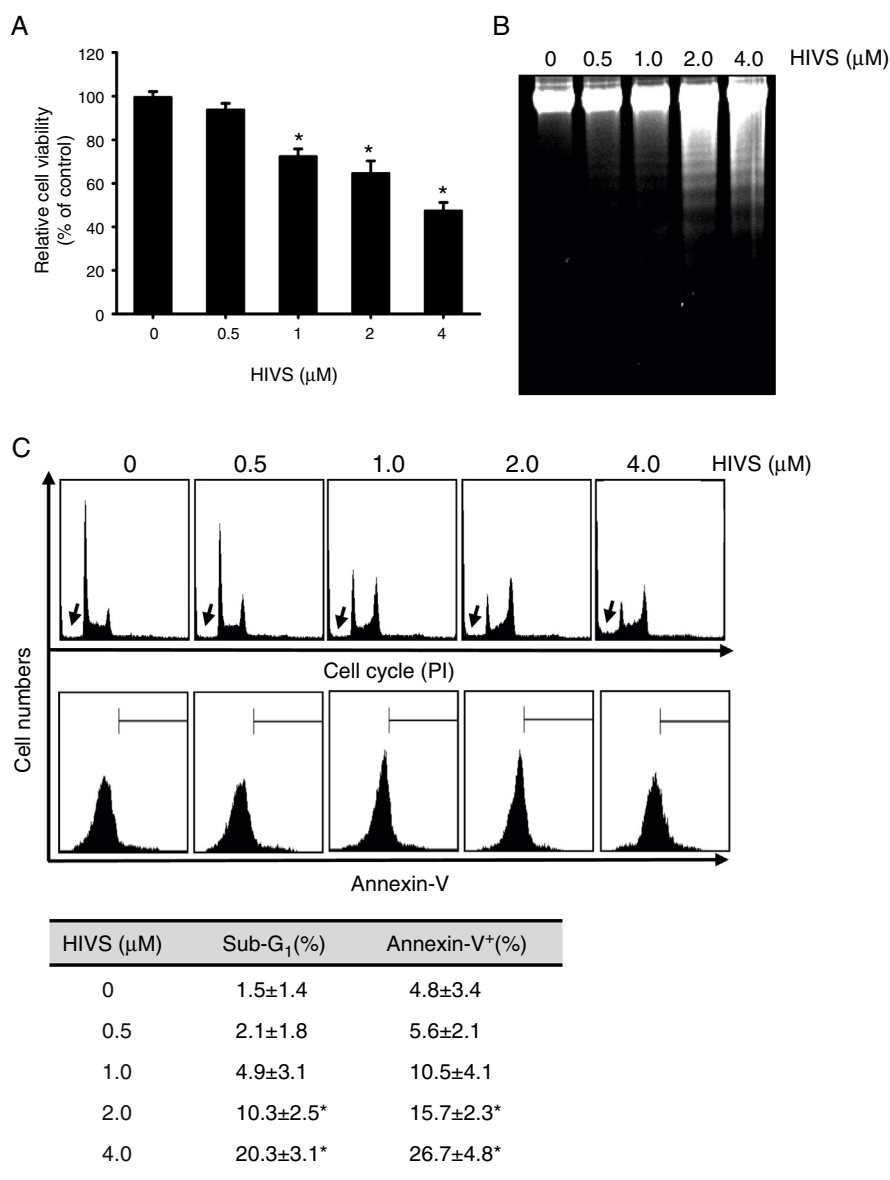 A
120
100
80
60
40
20
0
Relative cell viability
(% of control)
*
*
*
0 0.5 1 2 4
HIVS (μM)
B
0 0.5 1.0 2.0 4.0 HIVS (μM)
C
0 0.5 1.0 2.0 4.0 HIVS (μM)
Cell numbers
Cell cycle (PI)
Annexin-V
HIVS (μM) Sub-G₁(%) Annexin-V⁺(%)
0 1.5±1.4 4.8±3.4
0.5 2.1±1.8 5.6±2.1
1.0 4.9±3.1 10.5±4.1
2.0 10.3±2.5* 15.7±2.3*
4.0 20.3±3.1* 26.7±4.8*